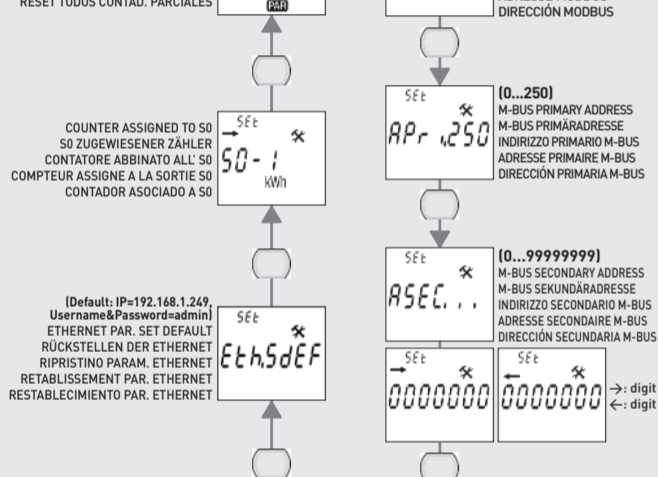 RESET TODOS CONTAD. PARCIALES
PAR
DIRECCIÓN MODBUS
COUNTER ASSIGNED TO S0
S0 ZUGEWIESENER ZÄHLER
CONTATORE ABBINATO ALL' S0
COMPTEUR ASSIGNE A LA SORTIE S0
CONTADOR ASOCIADO A S0
SEt
S0-1
kWh
SEt
APr.250
(0...250)
M-BUS PRIMARY ADDRESS
M-BUS PRIMÄRADRESSE
INDIRIZZO PRIMARIO M-BUS
ADRESSE PRIMAIRE M-BUS
DIRECCIÓN PRIMARIA M-BUS
(Default: IP=192.168.1.249,
Username&Password=admin)
ETHERNET PAR. SET DEFAULT
RÜCKSTELLEN DER ETHERNET
RIPRISTINO PARAM. ETHERNET
RETABLISSEMENT PAR. ETHERNET
RESTABLECIMIENTO PAR. ETHERNET
SEt
Eth.SdEF
SEt
ASEC...
(0...99999999)
M-BUS SECONDARY ADDRESS
M-BUS SEKUNDÄRADRESSE
INDIRIZZO SECONDARIO M-BUS
ADRESSE SECONDAIRE M-BUS
DIRECCIÓN SECUNDARIA M-BUS
SEt
0000000
SEt
0000000
→: digit
←: digit